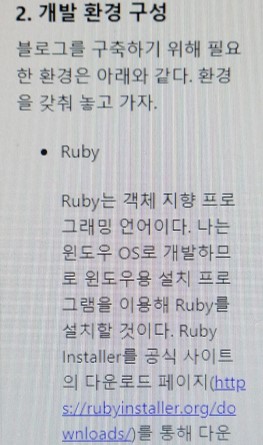 2. 개발 환경 구성
블로그를 구축하기 위해 필요
한 환경은 아래와 같다. 환경
을 갖춰 놓고 가자.
• Ruby
Ruby는 객체 지향 프로
그래밍 언어이다. 나는
윈도우 OS로 개발하므
로 윈도우용 설치 프로
그램을 이용해 Ruby를
설치할 것이다. Ruby
Installer를 공식 사이트
의 다운로드 페이지(http
s://rubyinstaller.org/do
wnloads/)를 통해 다운